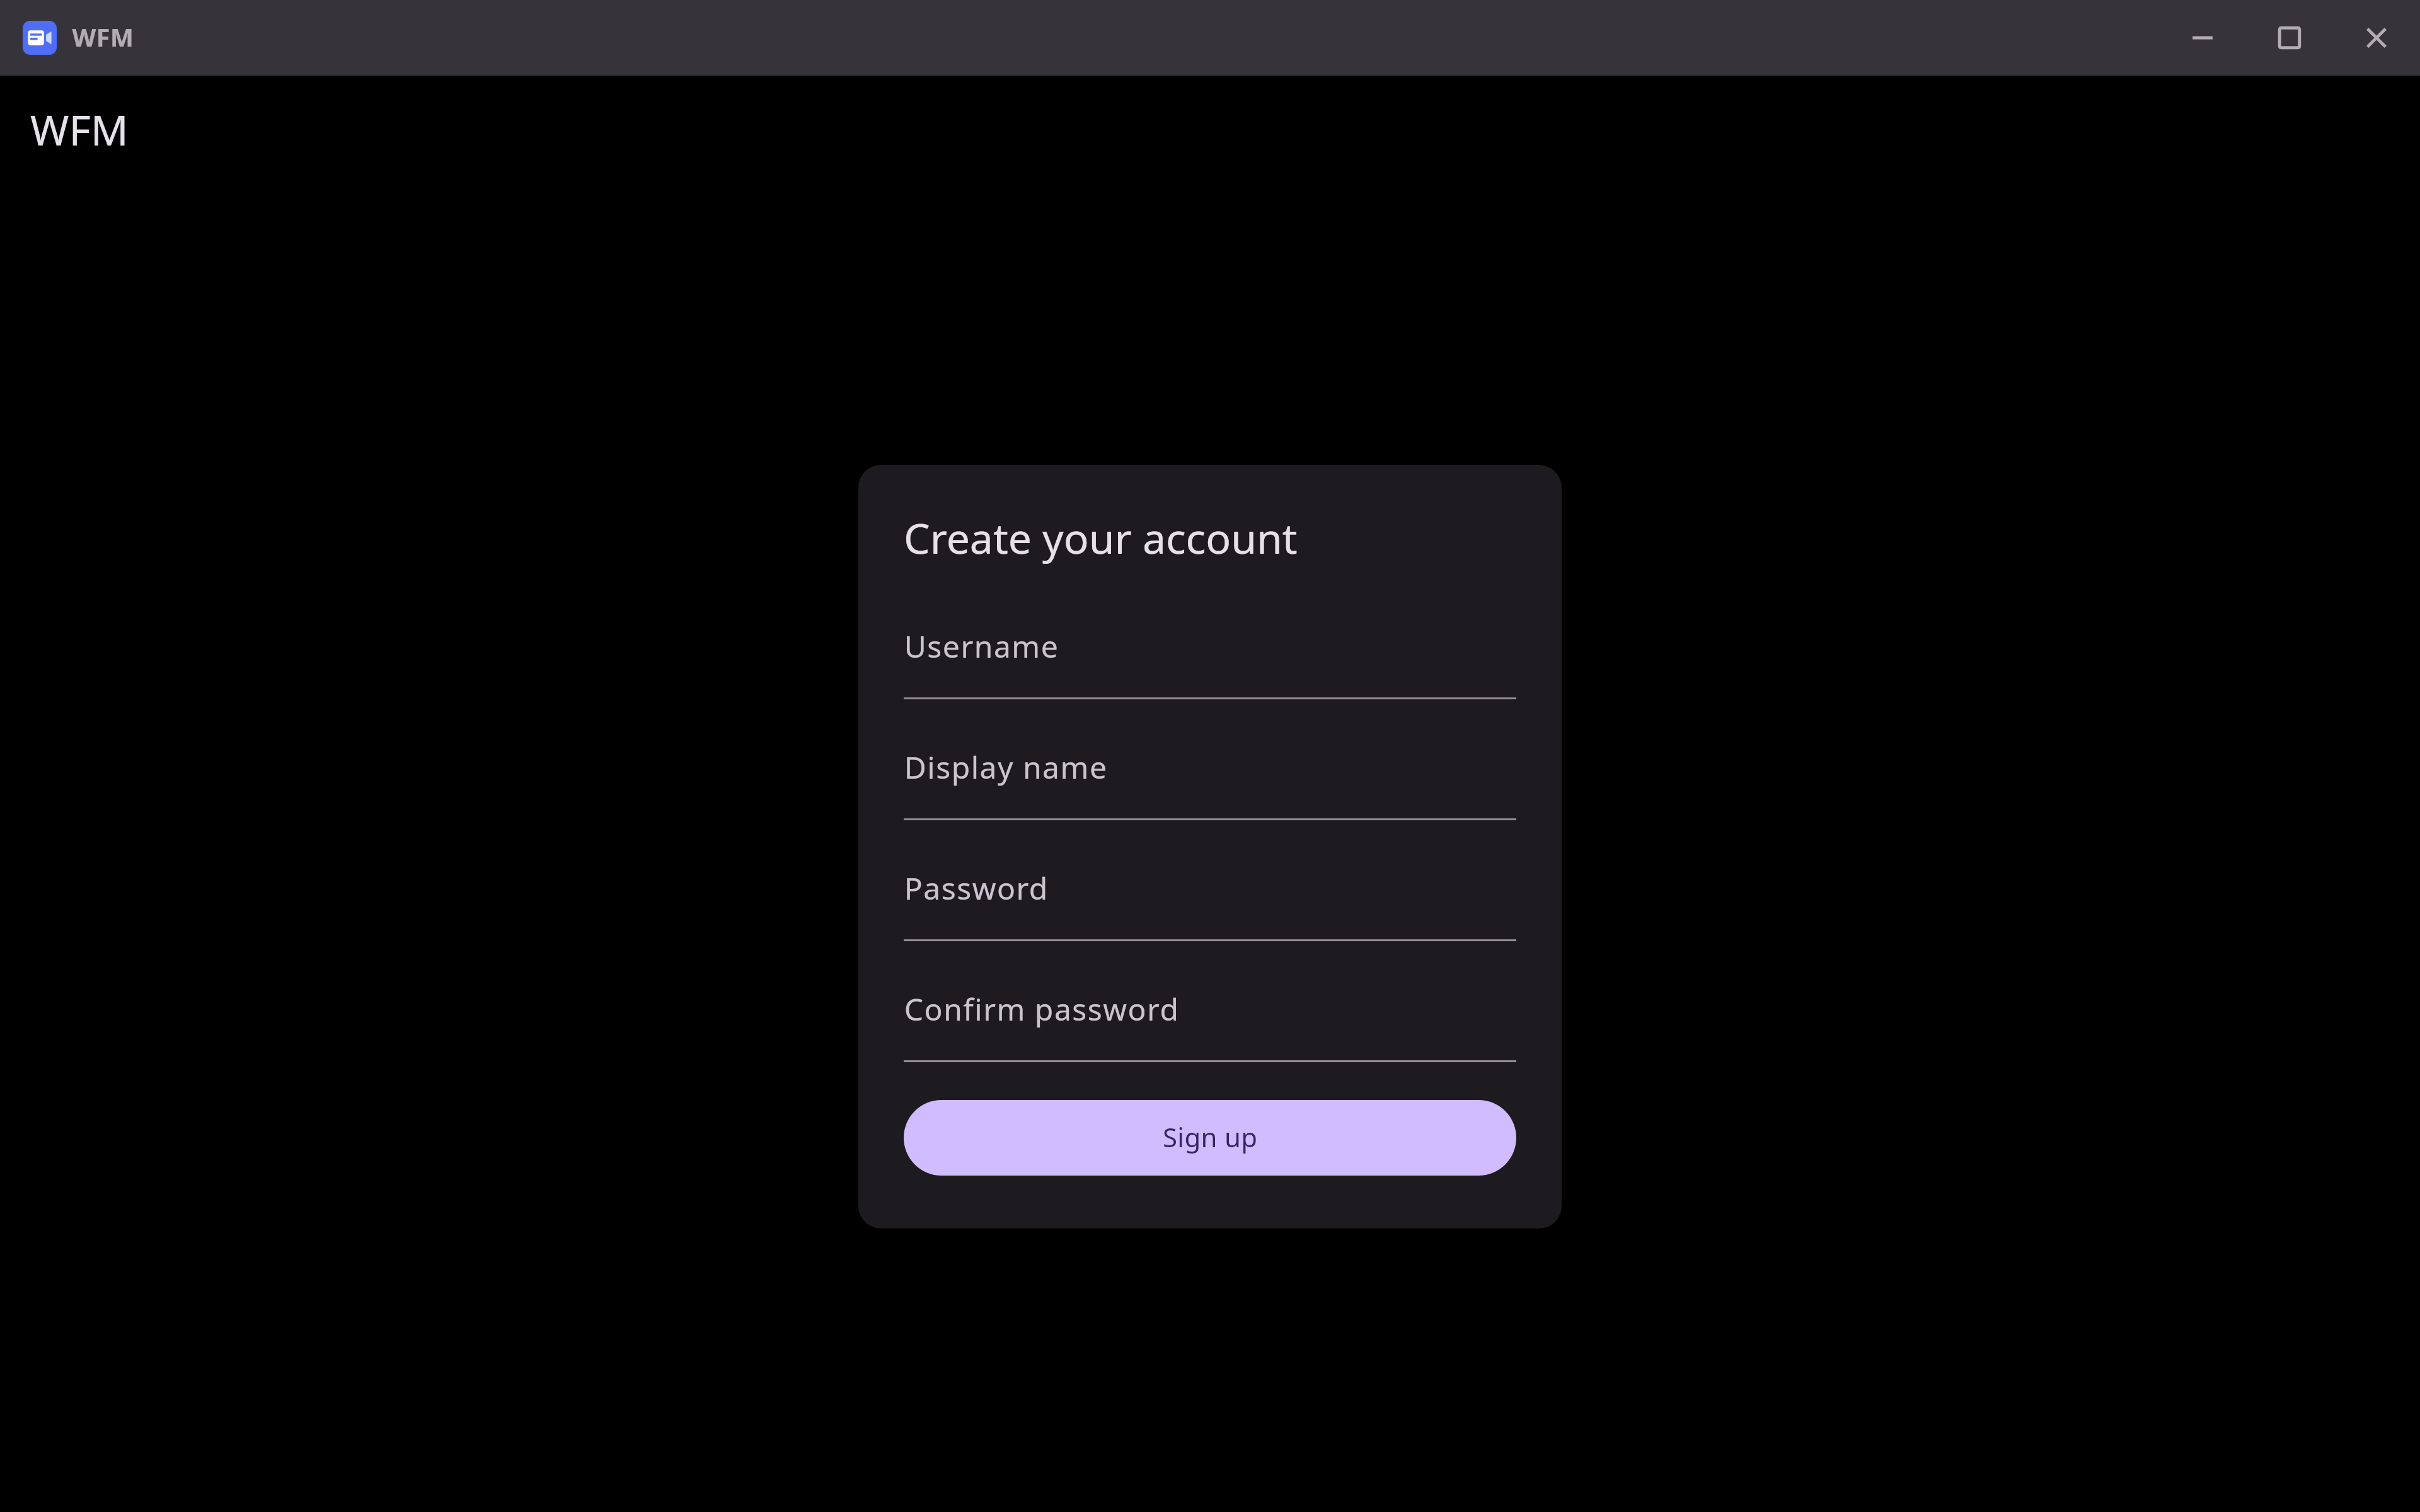 WFM
WFM
Create your account
Username
Display name
Password
Confirm password
Sign up